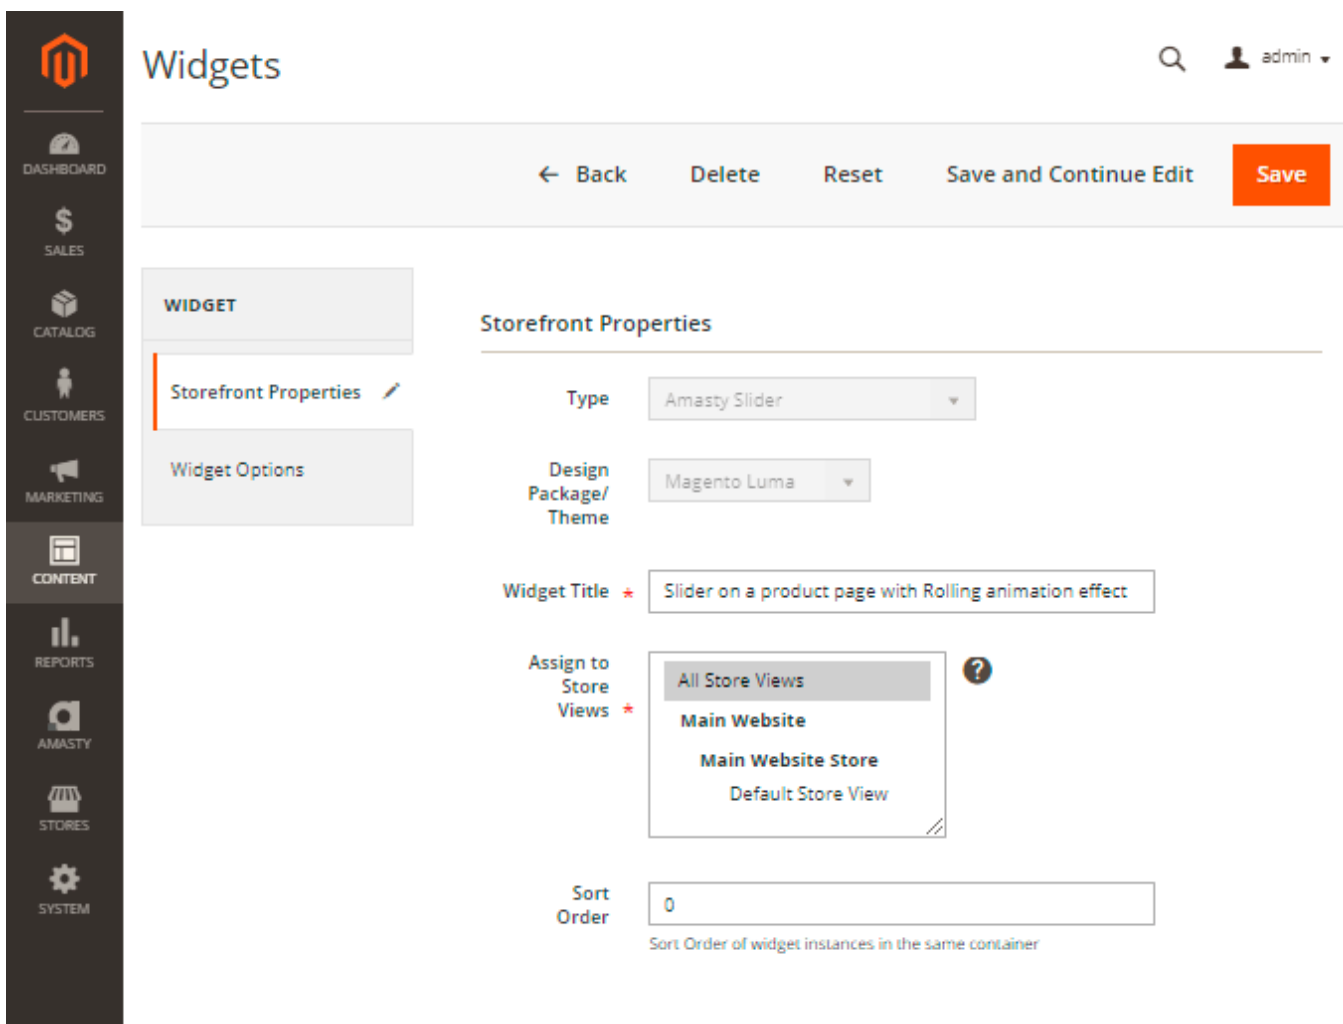 Widgets
admin
DASHBOARD
SALES
CATALOG
CUSTOMERS
MARKETING
CONTENT
REPORTS
AMASTY
STORES
SYSTEM
← Back
Delete
Reset
Save and Continue Edit
Save
WIDGET
Storefront Properties
Widget Options
Storefront Properties
Type
Amasty Slider
Design
Package/
Theme
Magento Luma
Widget Title *
Slider on a product page with Rolling animation effect
Assign to
Store
Views *
All Store Views
Main Website
Main Website Store
Default Store View
?
Sort
Order
0
Sort Order of widget instances in the same container